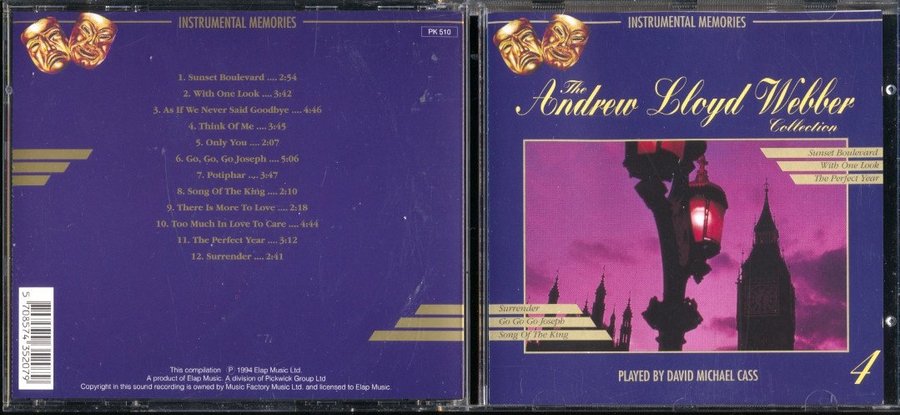 INSTRUMENTAL MEMORIES
PK 510
1. Sunset Boulevard .... 2:54
2. With One Look .... 3:42
3. As If We Never Said Goodbye .... 4:46
4. Think Of Me .... 3:45
5. Only You .... 2:07
6. Go, Go, Go Joseph .... 5:06
7. Potiphar .... 3:47
8. Song Of The King .... 2:10
9. There Is More To Love .... 2:18
10. Too Much In Love To Care .... 4:44
11. The Perfect Year .... 3:12
12. Surrender .... 2:41
5 708574 352079
This compilation Ⓟ 1994 Elap Music Ltd.
A product of Elap Music. A division of Pickwick Group Ltd
Copyright in this sound recording is owned by Music Factory Music Ltd. and licensed to Elap Music.
INSTRUMENTAL MEMORIES
The
Andrew Lloyd Webber
Collection
Sunset Boulevard
With One Look
The Perfect Year
Surrender
Go Go Go Joseph
Song Of The King
PLAYED BY DAVID MICHAEL CASS
4